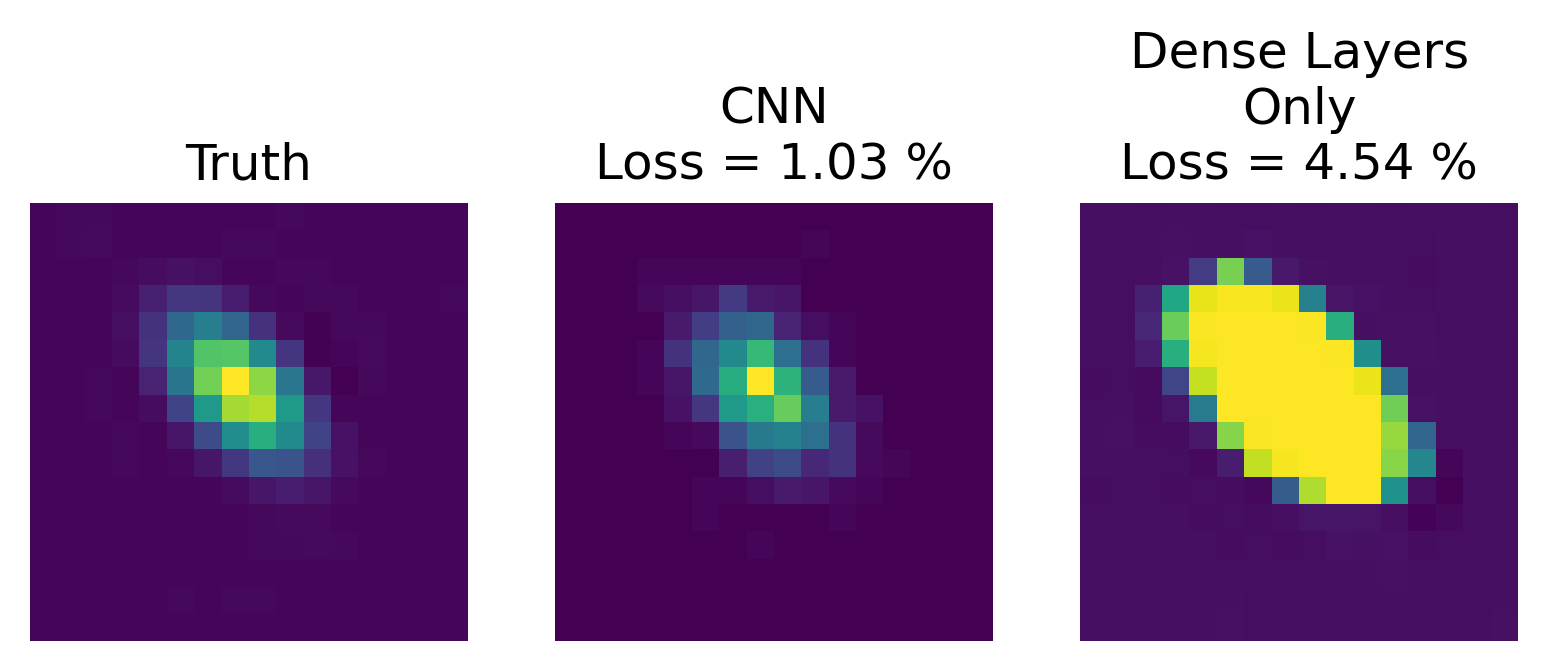 Truth
CNN
Loss = 1.03 %
Dense Layers
Only
Loss = 4.54 %